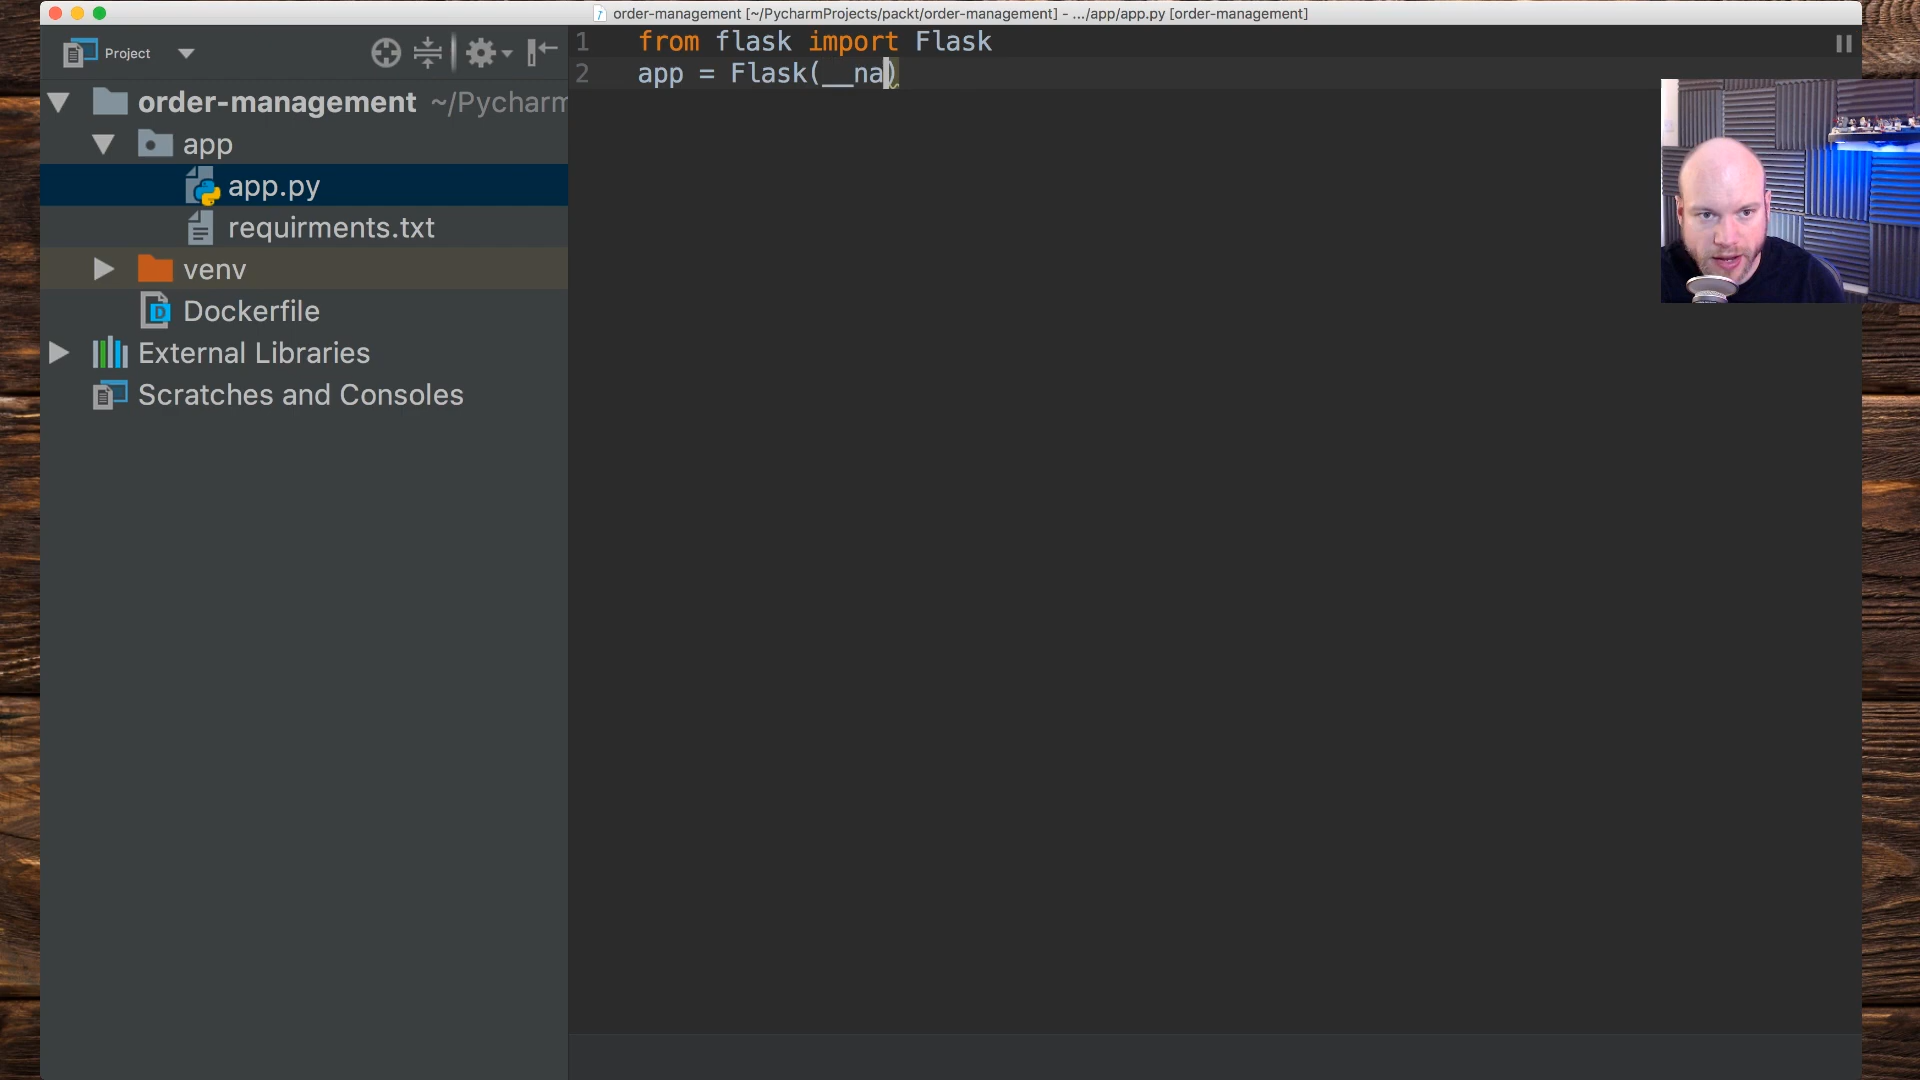 order-management [~/PycharmProjects/packt/order-management] - .../app/app.py [order-management]
Project
order-management ~/Pycharm
app
app.py
requirments.txt
venv
Dockerfile
External Libraries
Scratches and Consoles
1 from flask import Flask
2 app = Flask(__na)